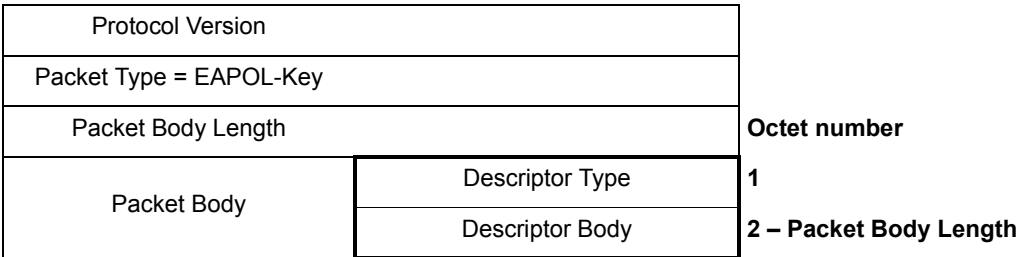 Protocol Version
Packet Type = EAPOL-Key
Packet Body Length
Octet number
Packet Body
Descriptor Type
1
Descriptor Body
2 – Packet Body Length